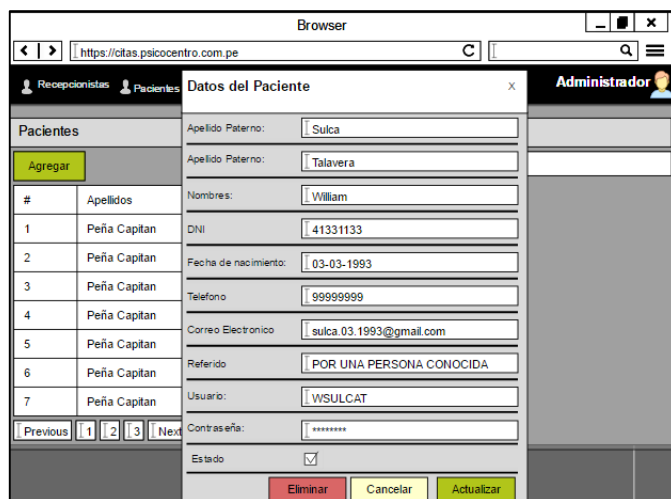 Browser
https://citas.psicocentro.com.pe
Recepcionistas Pacientes Administrador
Datos del Paciente x
Pacientes
Agregar
# Apellidos
1 Peña Capitan
2 Peña Capitan
3 Peña Capitan
4 Peña Capitan
5 Peña Capitan
6 Peña Capitan
7 Peña Capitan
Previous 1 2 3 Next
Apellido Paterno: Sulca
Apellido Paterno: Talavera
Nombres: William
DNI 41331133
Fecha de nacimiento: 03-03-1993
Telefono 99999999
Correo Electronico sulca.03.1993@gmail.com
Referido POR UNA PERSONA CONOCIDA
Usuario: WSULCAT
Contraseña: ********
Estado
Eliminar Cancelar Actualizar